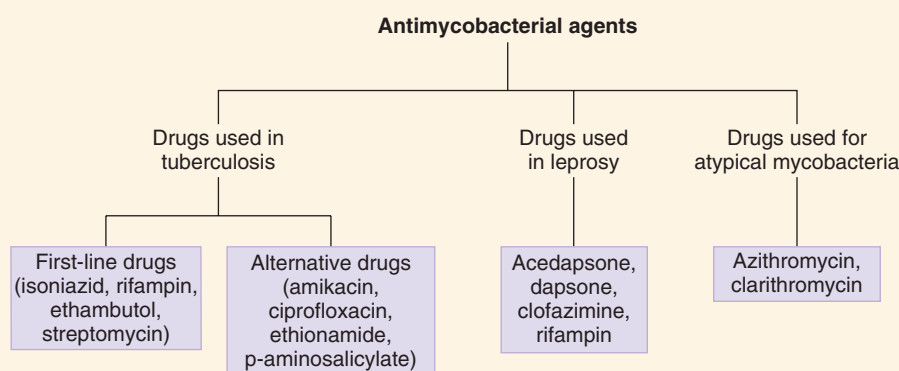 Antimycobacterial agents
Drugs used in
tuberculosis
Drugs used
in leprosy
Drugs used for
atypical mycobacteria
First-line drugs
(isoniazid, rifampin,
ethambutol,
streptomycin)
Alternative drugs
(amikacin,
ciprofloxacin,
ethionamide,
p-aminosalicylate)
Acedapsone,
dapsone,
clofazimine,
rifampin
Azithromycin,
clarithromycin